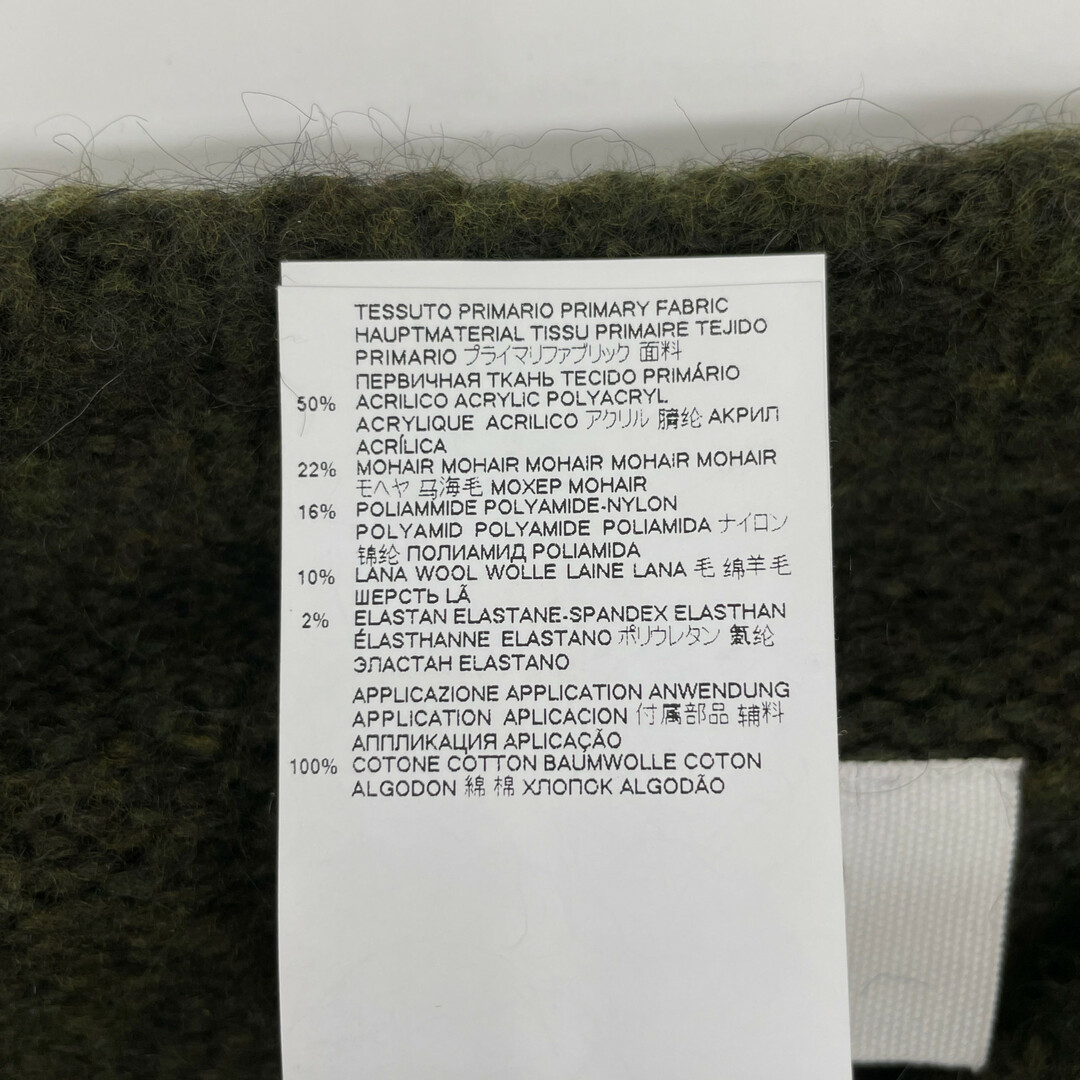 TESSUTO PRIMARIO PRIMARY FABRIC
HAUPTMATERIAL TISSU PRIMAIRE TEJIDO
PRIMARIO プライマリファブリック 面料
ПЕРВИЧНАЯ ТКАНЬ TECIDO PRIMÁRIO
50% ACRILICO ACRYLIC POLYACRYL
ACRYLIQUE ACRILICO アクリル 腈纶 АКРИЛ
ACRÍLICA
22% MOHAIR MOHAIR MOHAIR MOHAIR MOHAIR
モヘヤ 马海毛 МОХЕР MOHAIR
16% POLIAMMIDE POLYAMIDE-NYLON
POLYAMID POLYAMIDE POLIAMIDA ナイロン
锦纶 ПОЛИАМИД POLIAMIDA
10% LANA WOOL WOLLE LAINE LANA 毛 绵羊毛
ШЕРСТЬ LÃ
2% ELASTAN ELASTANE-SPANDEX ELASTHAN
ÉLASTHANNE ELASTANO ポリウレタン 氨纶
ЭЛАСТАН ELASTANO
APPLICAZIONE APPLICATION ANWENDUNG
APPLICATION APLICACION 付属部品 辅料
АППЛИКАЦИЯ APLICAÇÃO
100% COTONE COTTON BAUMWOLLE COTON
ALGODON 綿 棉 ХЛОПОК ALGODÃO